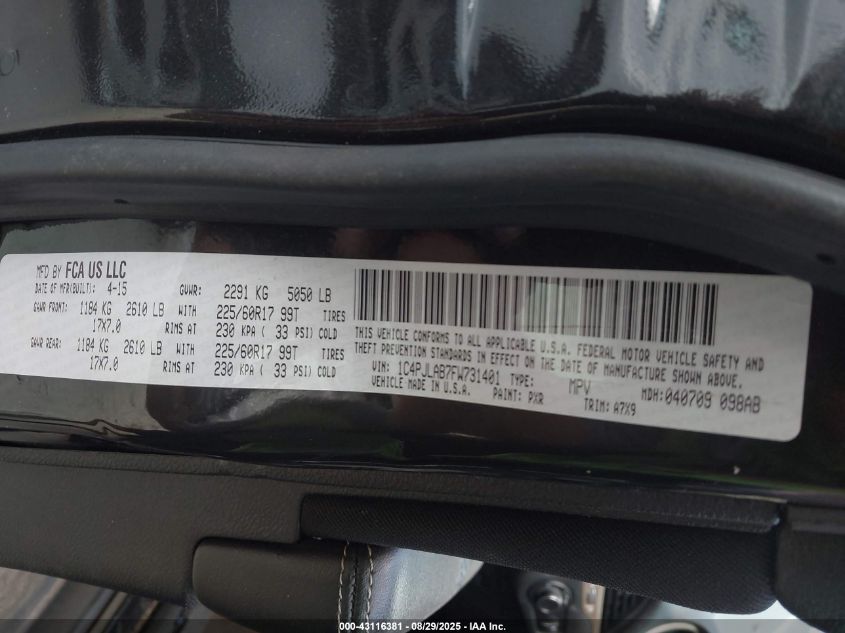 MFD BY FCA US LLC
DATE OF MFR(BUILT): 4-15 GVWR: 2291 KG 5050 LB
GAWR FRONT: 1184 KG 2610 LB WITH 225/60R17 99T TIRES
17X7.0 RIMS AT 230 KPA ( 33 PSI) COLD
GAWR REAR: 1184 KG 2610 LB WITH 225/60R17 99T TIRES
17X7.0 RIMS AT 230 KPA ( 33 PSI) COLD
THIS VEHICLE CONFORMS TO ALL APPLICABLE U.S.A. FEDERAL MOTOR VEHICLE SAFETY AND
THEFT PREVENTION STANDARDS IN EFFECT ON THE DATE OF MANUFACTURE SHOWN ABOVE.
VIN: 1C4PJLAB7FW731401 TYPE: MPV MDH: 040709 098AB
VEHICLE MADE IN U.S.A. PAINT: PXR TRIM: A7X9
000-43116381 - 08/29/2025 - IAA Inc.